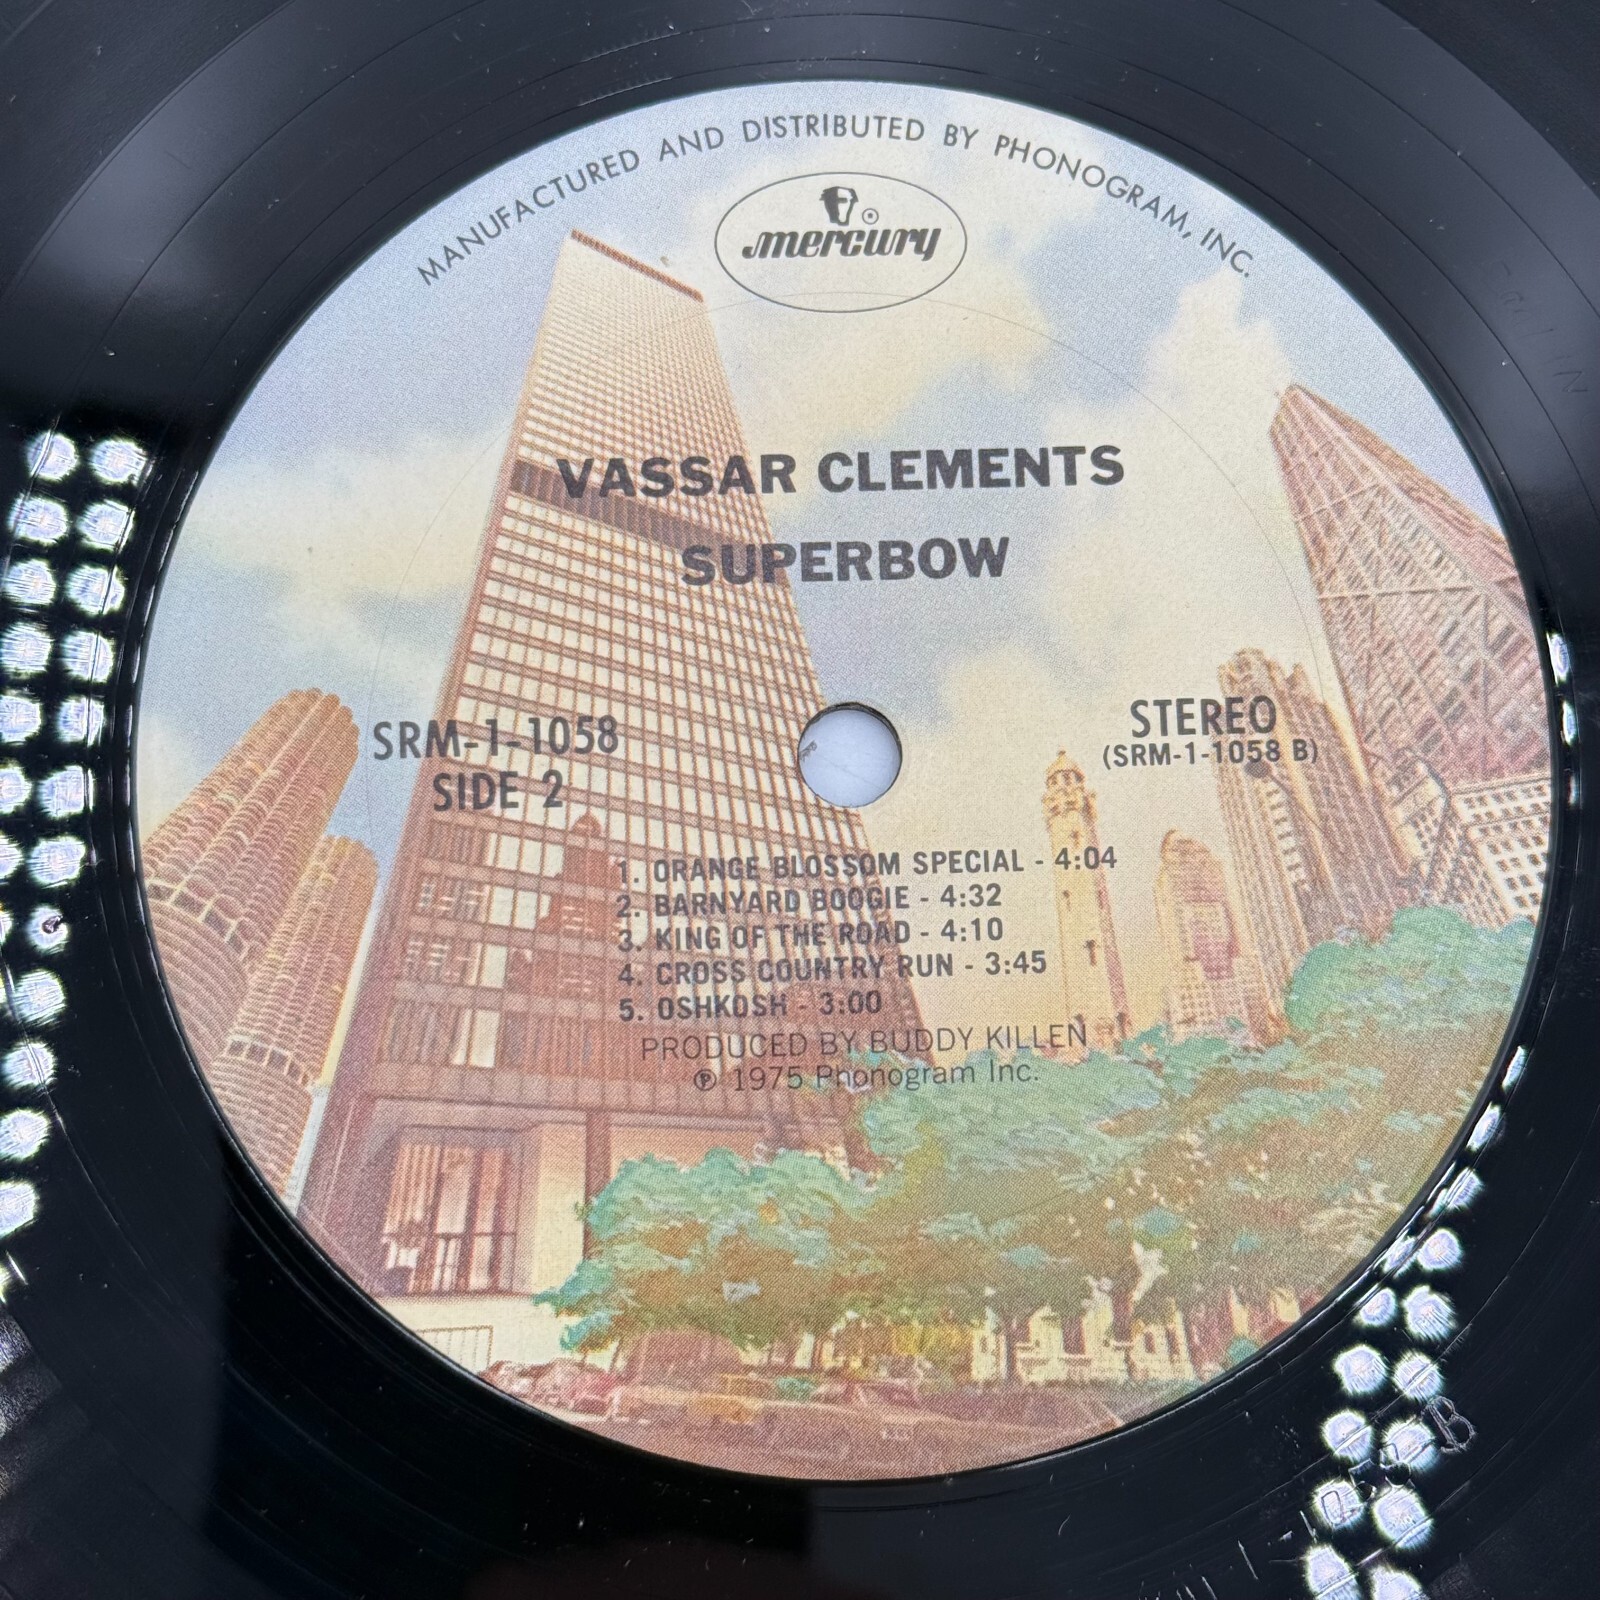 MANUFACTURED AND DISTRIBUTED BY PHONOGRAM, INC.
mercury
VASSAR CLEMENTS
SUPERBOW
SRM-1-1058
SIDE 2
STEREO
(SRM-1-1058 B)
1. ORANGE BLOSSOM SPECIAL - 4:04
2. BARNYARD BOOGIE - 4:32
3. KING OF THE ROAD - 4:10
4. CROSS COUNTRY RUN - 3:45
5. OSHKOSH - 3:00
PRODUCED BY BUDDY KILLEN
℗ 1975 Phonogram Inc.